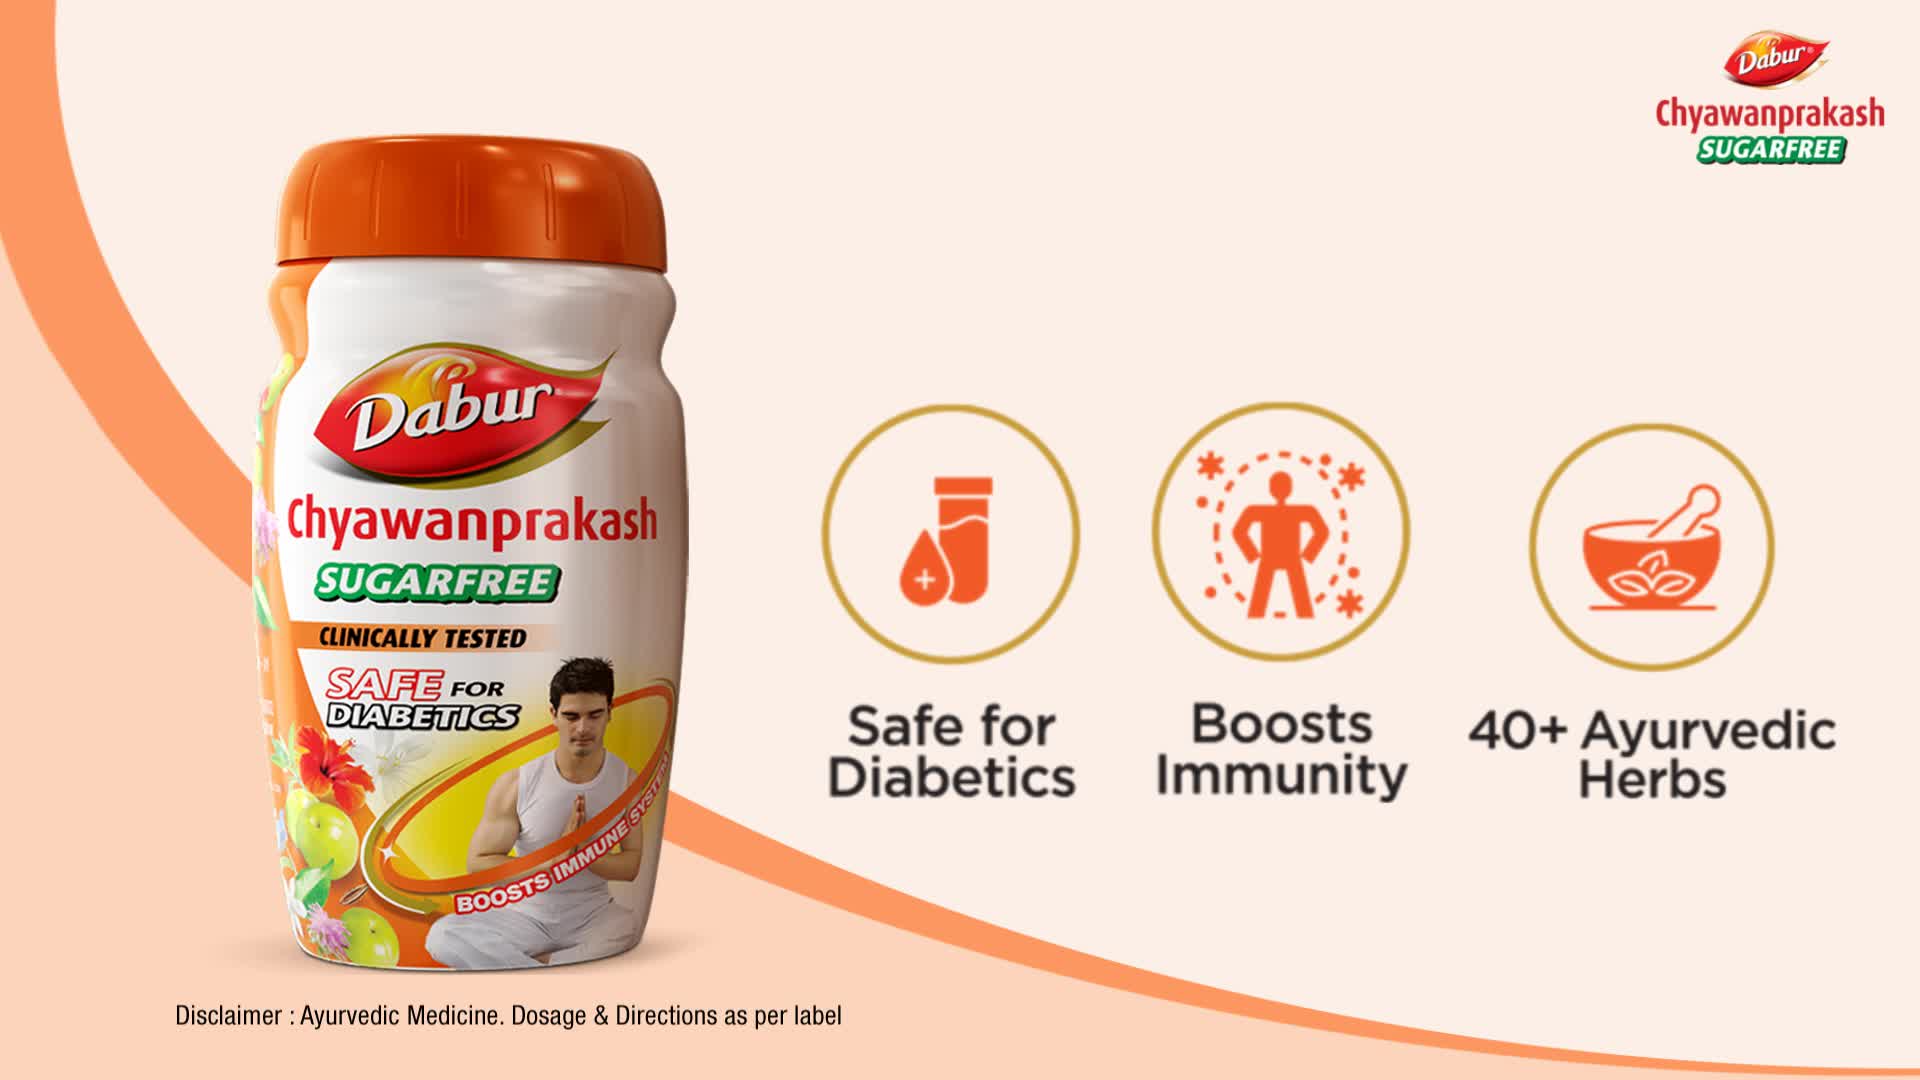 Dabur
Chyawanprakash
SUGARFREE
Dabur
Chyawanprakash
SUGARFREE
CLINICALLY TESTED
SAFE FOR
DIABETICS
BOOSTS IMMUNE SYSTEM
Safe for
Diabetics
Boosts
Immunity
40+ Ayurvedic
Herbs
Disclaimer : Ayurvedic Medicine. Dosage & Directions as per label